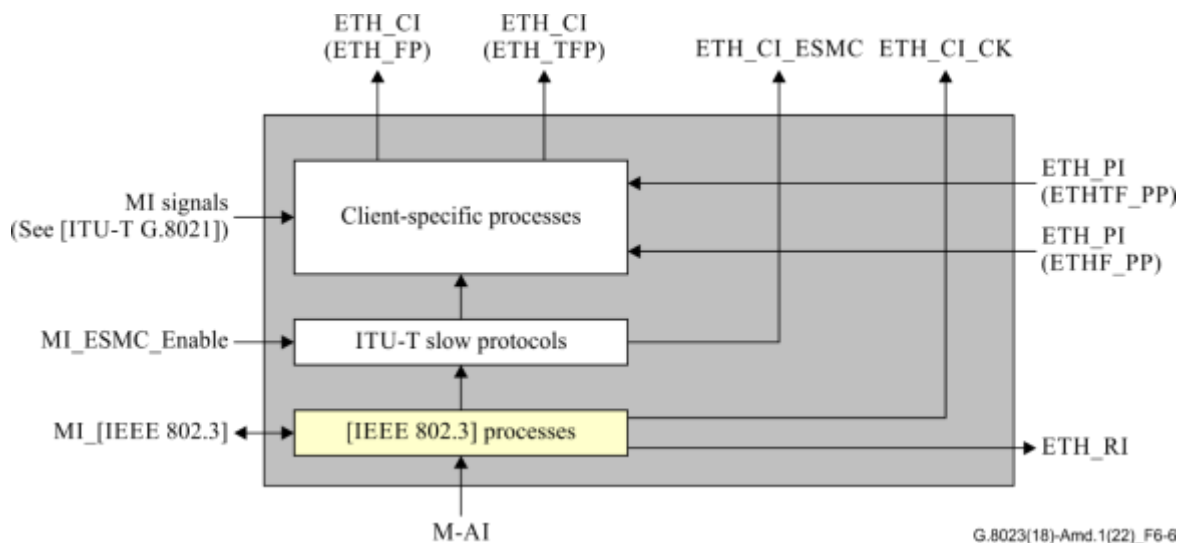 ETH_CI
(ETH_FP)
ETH_CI
(ETH_TFP)
ETH_CI_ESMC
ETH_CI_CK
MI signals
(See [ITU-T G.8021])
Client-specific processes
ETH_PI
(ETHTF_PP)
ETH_PI
(ETHF_PP)
MI_ESMC_Enable
ITU-T slow protocols
MI_[IEEE 802.3]
[IEEE 802.3] processes
ETH_RI
M-AI
G.8023(18)-Amd.1(22)_F6-6